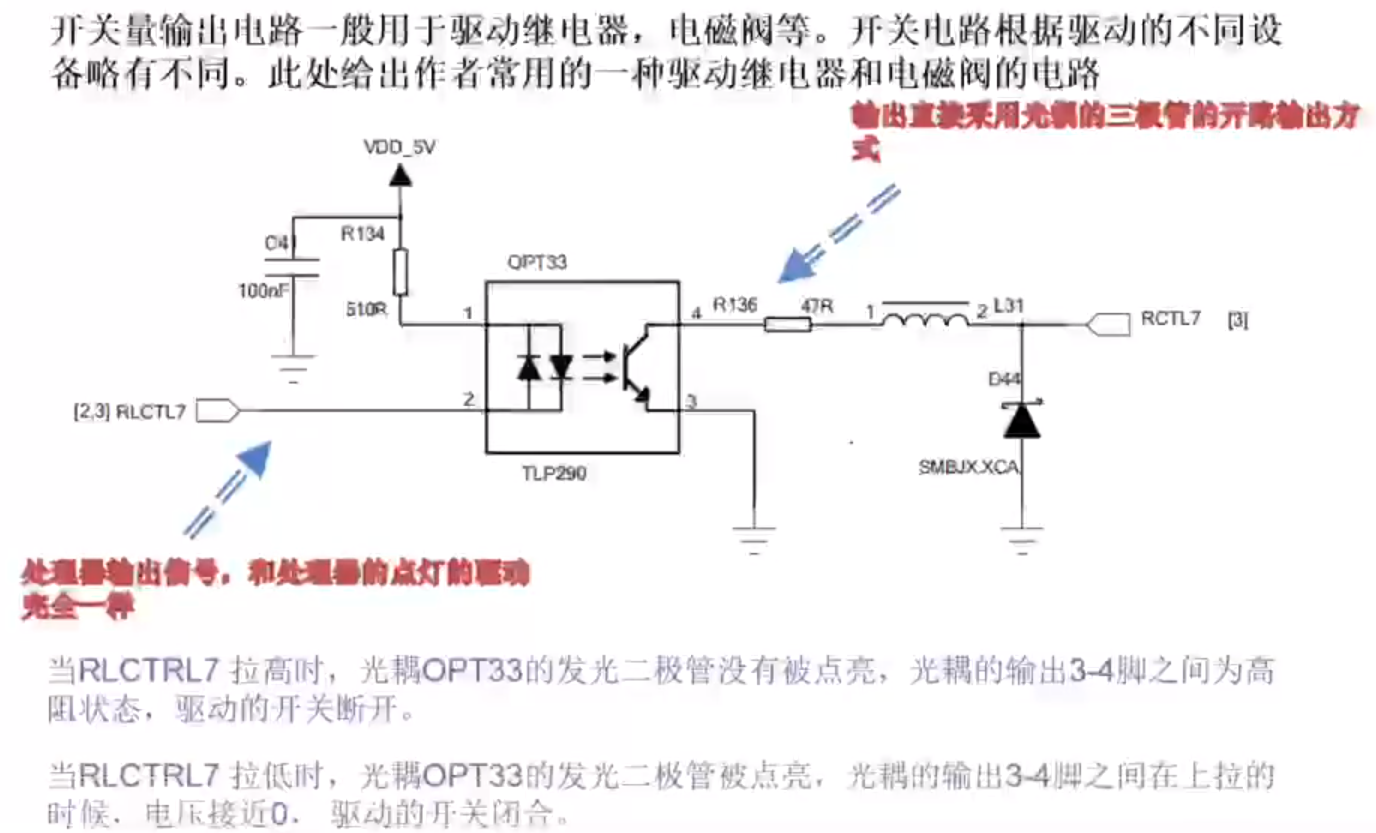 开关量输出电路一般用于驱动继电器，电磁阀等。开关电路根据驱动的不同设
备略有不同。此处给出作者常用的一种驱动继电器和电磁阀的电路
输出直接采用光耦的三极管的开路输出方
式
VDD_5V
R134
100nF
510R
OPT33
1
2
4
3
R136
47R
1
2
L31
RCTL7
[3]
[2,3] RLCTL7
D44
SMBJX.XCA
TLP290
处理器输出信号，和处理器的点灯的驱动
完全一样
当RLCTRL7 拉高时，光耦OPT33的发光二极管没有被点亮，光耦的输出3-4脚之间为高
阻状态，驱动的开关断开。
当RLCTRL7 拉低时，光耦OPT33的发光二极管被点亮，光耦的输出3-4脚之间在上拉的
时候，电压接近0． 驱动的开关闭合。